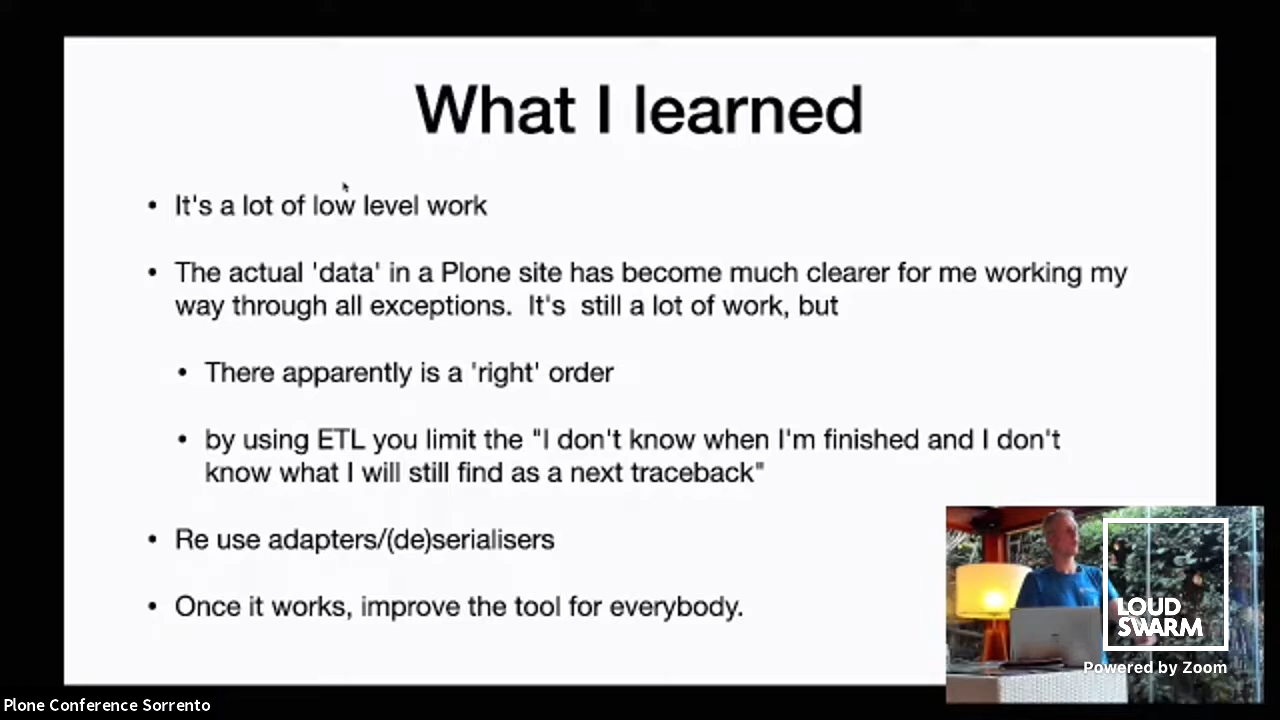 What I learned
• It's a lot of low level work
• The actual 'data' in a Plone site has become much clearer for me working my
way through all exceptions.  It's  still a lot of work, but
• There apparently is a 'right' order
• by using ETL you limit the "I don't know when I'm finished and I don't
know what I will still find as a next traceback"
• Re use adapters/(de)serialisers
• Once it works, improve the tool for everybody.
LOUD
SWARM
Powered by Zoom
Plone Conference Sorrento